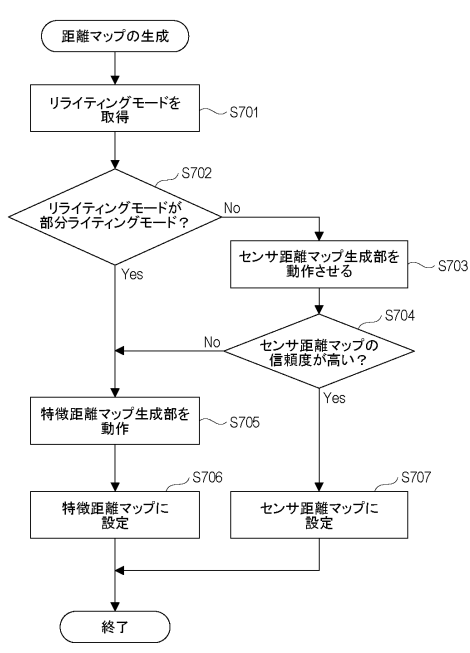 距離マップの生成
リライティングモードを
取得
S701
S702
リライティングモードが
部分ライティングモード?
No
Yes
センサ距離マップ生成部を
動作させる
S703
S704
センサ距離マップの
信頼度が高い?
No
Yes
特徴距離マップ生成部を
動作
S705
S706
特徴距離マップに
設定
S707
センサ距離マップに
設定
終了